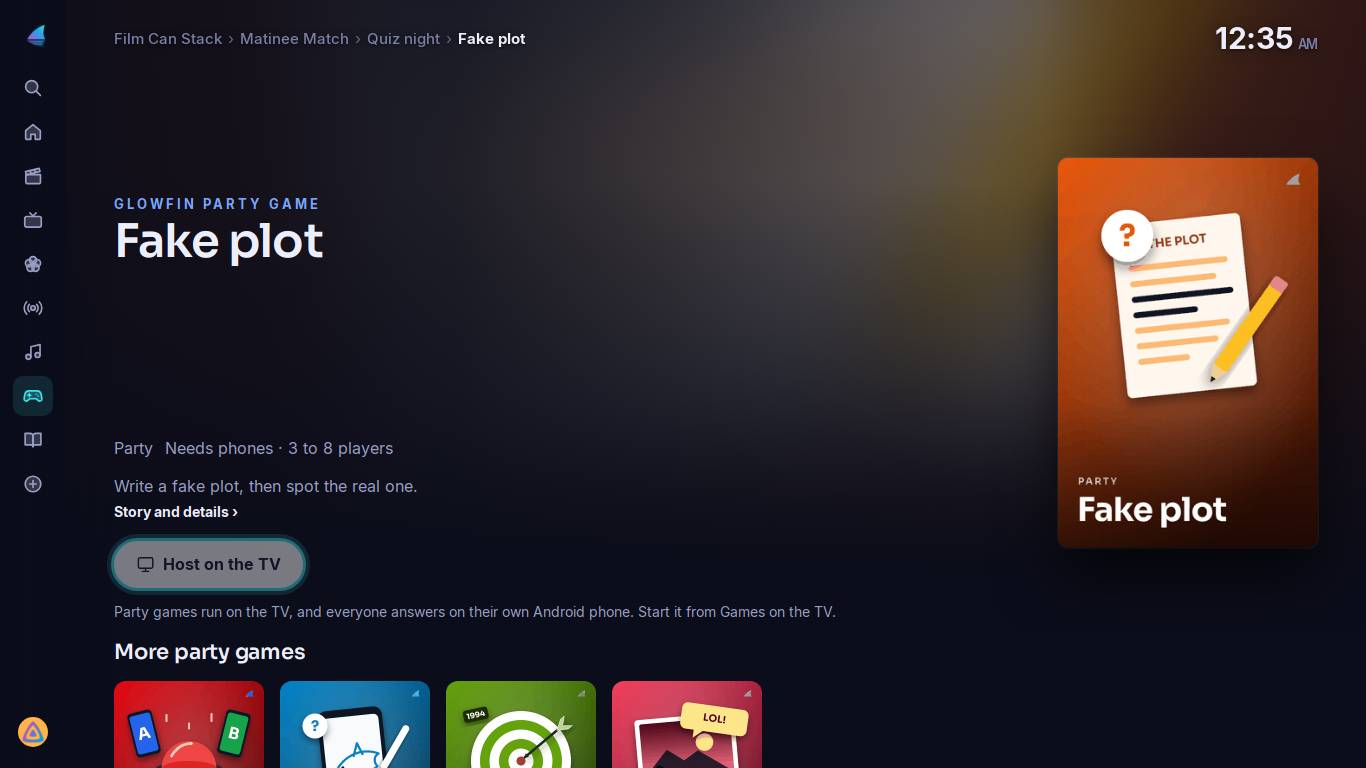 Film Can Stack › Matinee Match › Quiz night › Fake plot
12:35 AM
GLOWFIN PARTY GAME
Fake plot
? THE PLOT
PARTY
Fake plot
Party Needs phones · 3 to 8 players
Write a fake plot, then spot the real one.
Story and details ›
Host on the TV
Party games run on the TV, and everyone answers on their own Android phone. Start it from Games on the TV.
More party games
A B
?
1994
LOL!